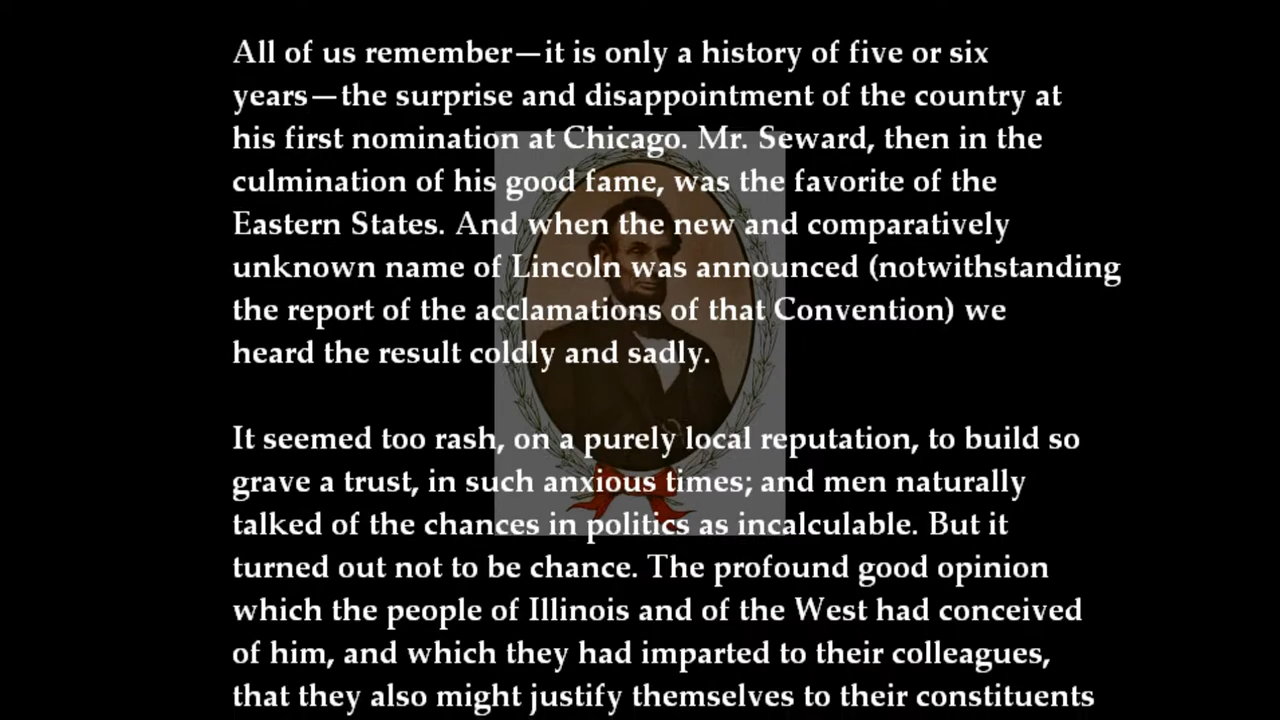 All of us remember—it is only a history of five or six
years—the surprise and disappointment of the country at
his first nomination at Chicago. Mr. Seward, then in the
culmination of his good fame, was the favorite of the
Eastern States. And when the new and comparatively
unknown name of Lincoln was announced (notwithstanding
the report of the acclamations of that Convention) we
heard the result coldly and sadly.
It seemed too rash, on a purely local reputation, to build so
grave a trust, in such anxious times; and men naturally
talked of the chances in politics as incalculable. But it
turned out not to be chance. The profound good opinion
which the people of Illinois and of the West had conceived
of him, and which they had imparted to their colleagues,
that they also might justify themselves to their constituents